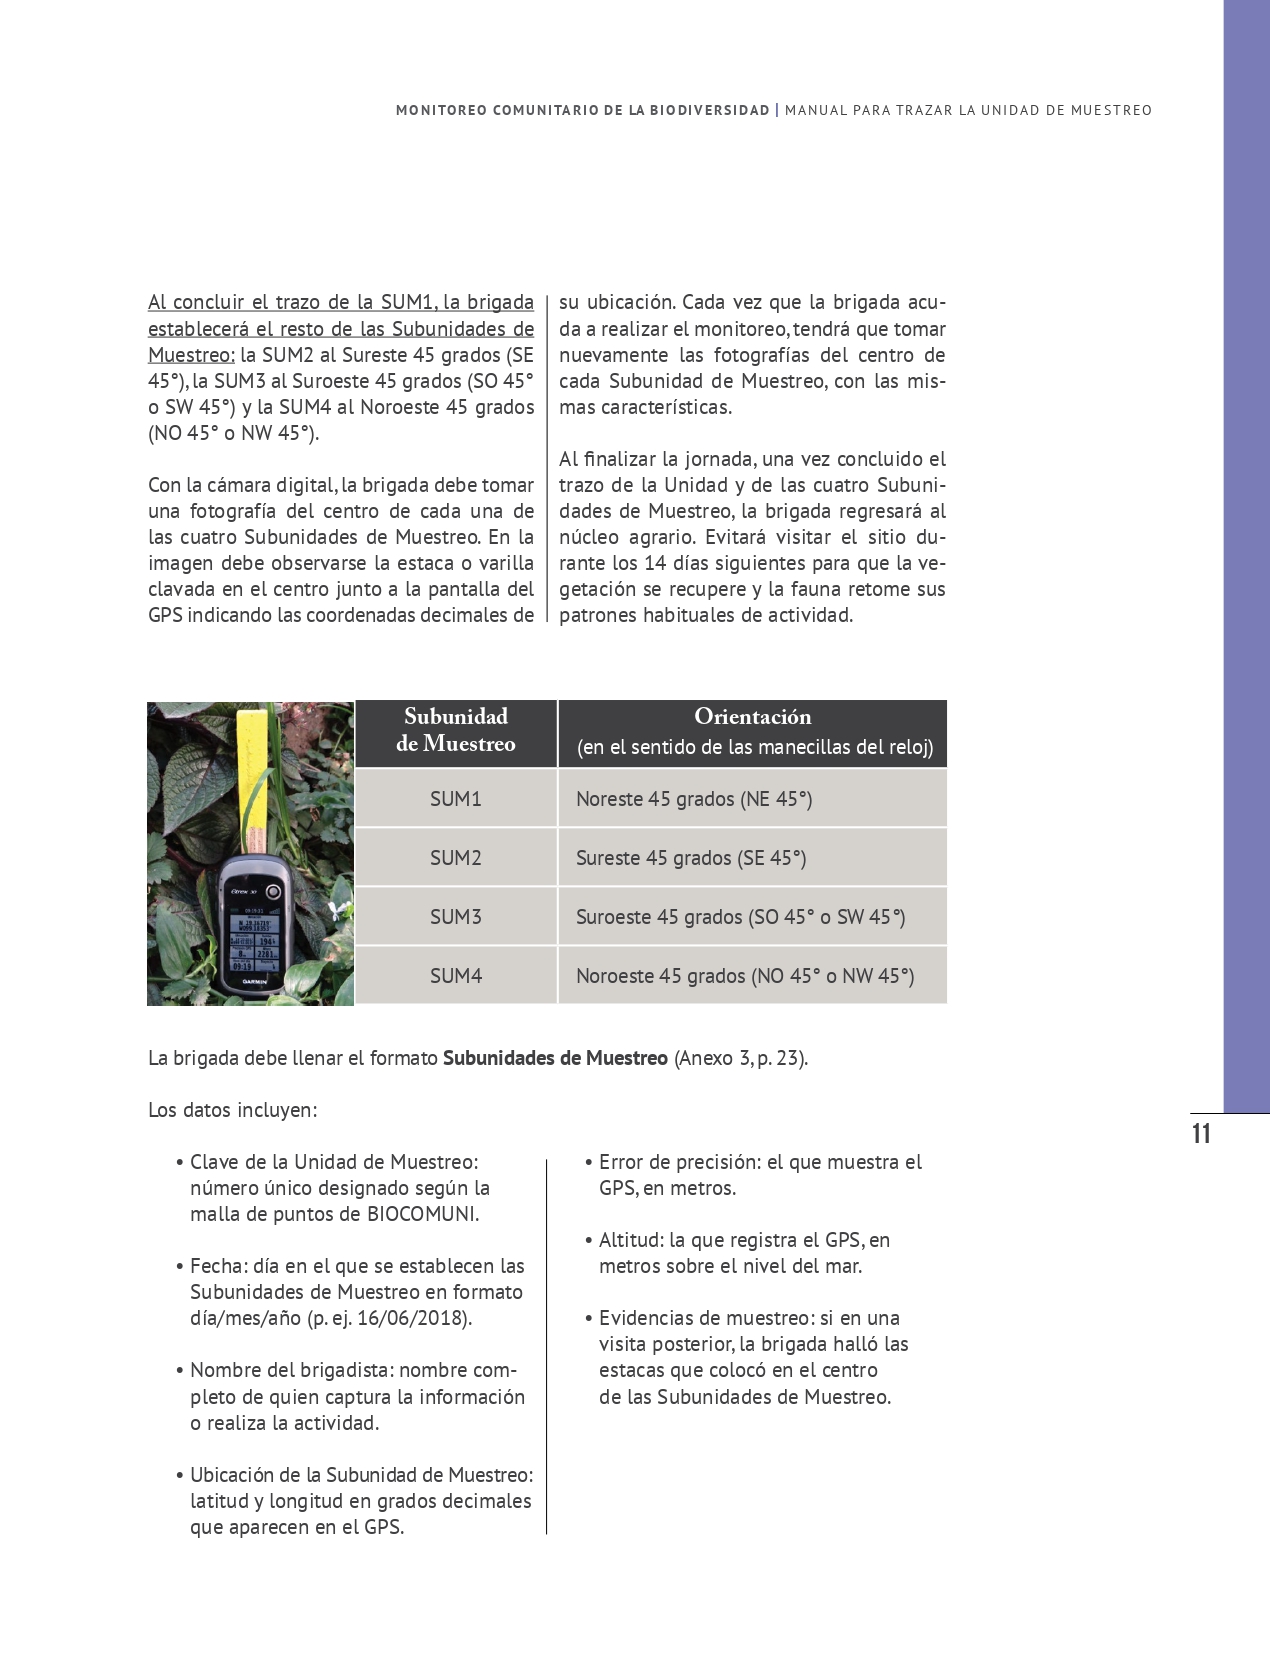 MONITOREO COMUNITARIO DE LA BIODIVERSIDAD | MANUAL PARA TRAZAR LA UNIDAD DE MUESTREO
Al concluir el trazo de la SUM1, la brigada
establecerá el resto de las Subunidades de
Muestreo: la SUM2 al Sureste 45 grados (SE
45°), la SUM3 al Suroeste 45 grados (SO 45°
o SW 45°) y la SUM4 al Noroeste 45 grados
(NO 45° o NW 45°).
Con la cámara digital, la brigada debe tomar
una fotografía del centro de cada una de
las cuatro Subunidades de Muestreo. En la
imagen debe observarse la estaca o varilla
clavada en el centro junto a la pantalla del
GPS indicando las coordenadas decimales de
su ubicación. Cada vez que la brigada acu-
da a realizar el monitoreo, tendrá que tomar
nuevamente las fotografías del centro de
cada Subunidad de Muestreo, con las mis-
mas características.
Al finalizar la jornada, una vez concluido el
trazo de la Unidad y de las cuatro Subuni-
dades de Muestreo, la brigada regresará al
núcleo agrario. Evitará visitar el sitio du-
rante los 14 días siguientes para que la ve-
getación se recupere y la fauna retome sus
patrones habituales de actividad.
eTrex 30
GARMIN
Subunidad
de Muestreo
Orientación
(en el sentido de las manecillas del reloj)
SUM1
Noreste 45 grados (NE 45°)
SUM2
Sureste 45 grados (SE 45°)
SUM3
Suroeste 45 grados (SO 45° o SW 45°)
SUM4
Noroeste 45 grados (NO 45° o NW 45°)
La brigada debe llenar el formato Subunidades de Muestreo (Anexo 3, p. 23).
Los datos incluyen:
11
• Clave de la Unidad de Muestreo:
número único designado según la
malla de puntos de BIOCOMUNI.
• Fecha: día en el que se establecen las
Subunidades de Muestreo en formato
día/mes/año (p. ej. 16/06/2018).
• Nombre del brigadista: nombre com-
pleto de quien captura la información
o realiza la actividad.
• Ubicación de la Subunidad de Muestreo:
latitud y longitud en grados decimales
que aparecen en el GPS.
• Error de precisión: el que muestra el
GPS, en metros.
• Altitud: la que registra el GPS, en
metros sobre el nivel del mar.
• Evidencias de muestreo: si en una
visita posterior, la brigada halló las
estacas que colocó en el centro
de las Subunidades de Muestreo.